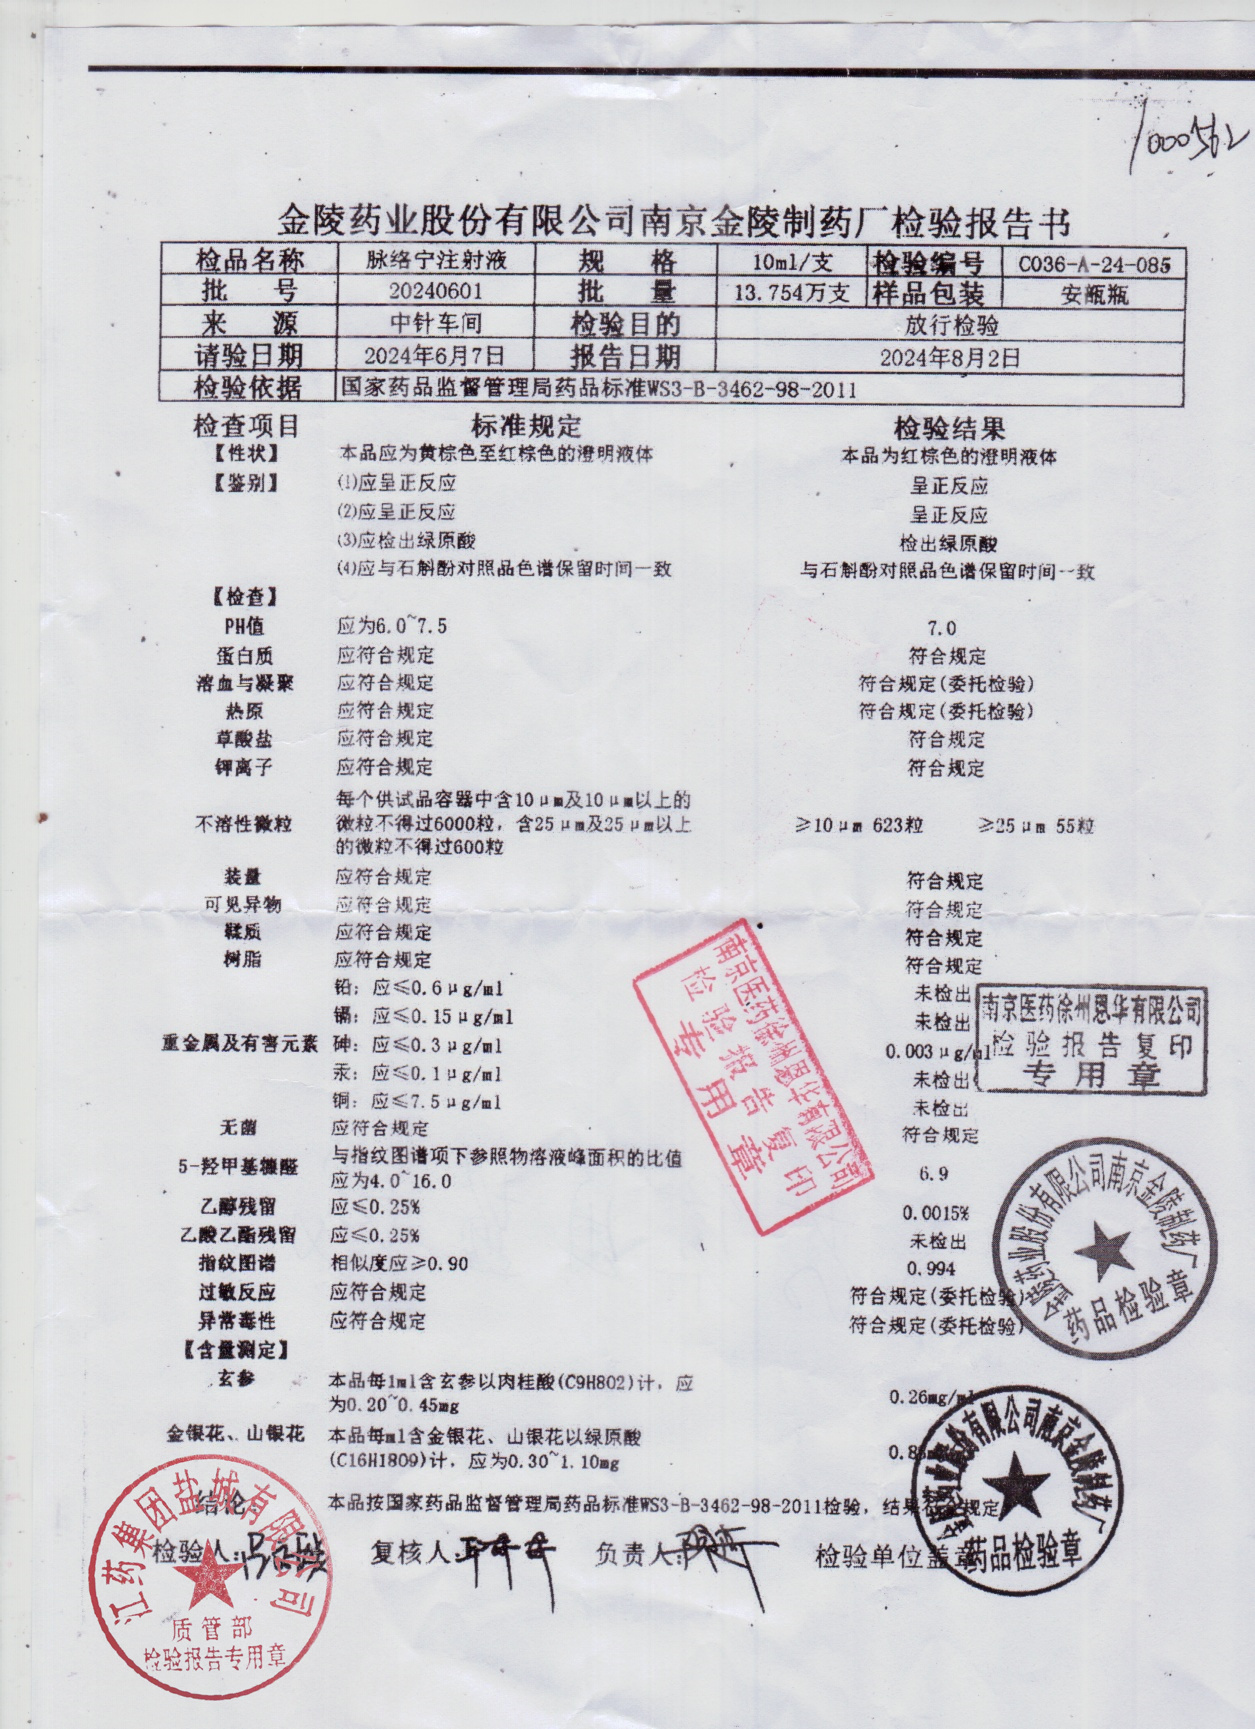 1000562
金陵药业股份有限公司南京金陵制药厂检验报告书
检品名称 脉络宁注射液 规 格 10ml/支 检验编号 C036-A-24-085
批 号 20240601 批 量 13.754万支 样品包装 安瓿瓶
来 源 中针车间 检验目的 放行检验
请验日期 2024年6月7日 报告日期 2024年8月2日
检验依据 国家药品监督管理局药品标准WS3-B-3462-98-2011
检查项目 标准规定 检验结果
【性状】 本品应为黄棕色至红棕色的澄明液体 本品为红棕色的澄明液体
【鉴别】 (1)应呈正反应 呈正反应
(2)应呈正反应 呈正反应
(3)应检出绿原酸 检出绿原酸
(4)应与石斛酚对照品色谱保留时间一致 与石斛酚对照品色谱保留时间一致
【检查】
PH值 应为6.0~7.5 7.0
蛋白质 应符合规定 符合规定
溶血与凝聚 应符合规定 符合规定(委托检验)
热原 应符合规定 符合规定(委托检验)
草酸盐 应符合规定 符合规定
钾离子 应符合规定 符合规定
每个供试品容器中含10μm及10μm以上的
不溶性微粒 微粒不得过6000粒，含25μm及25μm以上 ≥10μm 623粒 ≥25μm 55粒
的微粒不得过600粒
装量 应符合规定 符合规定
可见异物 应符合规定 符合规定
鞣质 应符合规定 符合规定
树脂 应符合规定 符合规定
铅：应≤0.6μg/ml 未检出
镉：应≤0.15μg/ml 未检出
重金属及有害元素 砷：应≤0.3μg/ml 0.003μg/ml
汞：应≤0.1μg/ml 未检出
铜：应≤7.5μg/ml 未检出
南京医药徐州恩华有限公司
检验报告复印
专用章
南京医药徐州恩华有限公司
检验报告复印
专用章
无菌 应符合规定 符合规定
5-羟甲基糠醛 与指纹图谱项下参照物溶液峰面积的比值
应为4.0~16.0 6.9
乙醇残留 应≤0.25% 0.0015%
乙酸乙酯残留 应≤0.25% 未检出
指纹图谱 相似度应≥0.90 0.994
过敏反应 应符合规定 符合规定(委托检验)
异常毒性 应符合规定 符合规定(委托检验)
金陵药业股份有限公司南京金陵制药厂
药品检验章
【含量测定】
玄参 本品每1ml含玄参以肉桂酸(C9H8O2)计，应
为0.20~0.45mg 0.26mg/ml
金银花、山银花 本品每ml含金银花、山银花以绿原酸
(C16H18O9)计，应为0.30~1.10mg
结论 本品按国家药品监督管理局药品标准WS3-B-3462-98-2011检验，结果符合规定
检验人： 复核人： 负责人： 检验单位盖章
金陵药业股份有限公司南京金陵制药厂
药品检验章
江药集团盐城有限公司
质管部
检验报告专用章